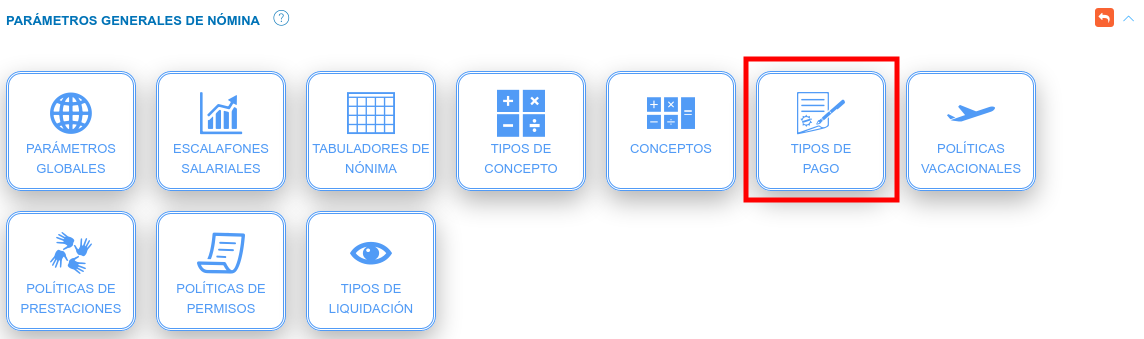 PARÁMETROS GENERALES DE NÓMINA ?
PARÁMETROS
GLOBALES
ESCALAFONES
SALARIALES
TABULADORES DE
NÓNIMA
TIPOS DE
CONCEPTO
CONCEPTOS
TIPOS DE
PAGO
POLÍTICAS
VACACIONALES
POLÍTICAS DE
PRESTACIONES
POLÍTICAS DE
PERMISOS
TIPOS DE
LIQUIDACIÓN